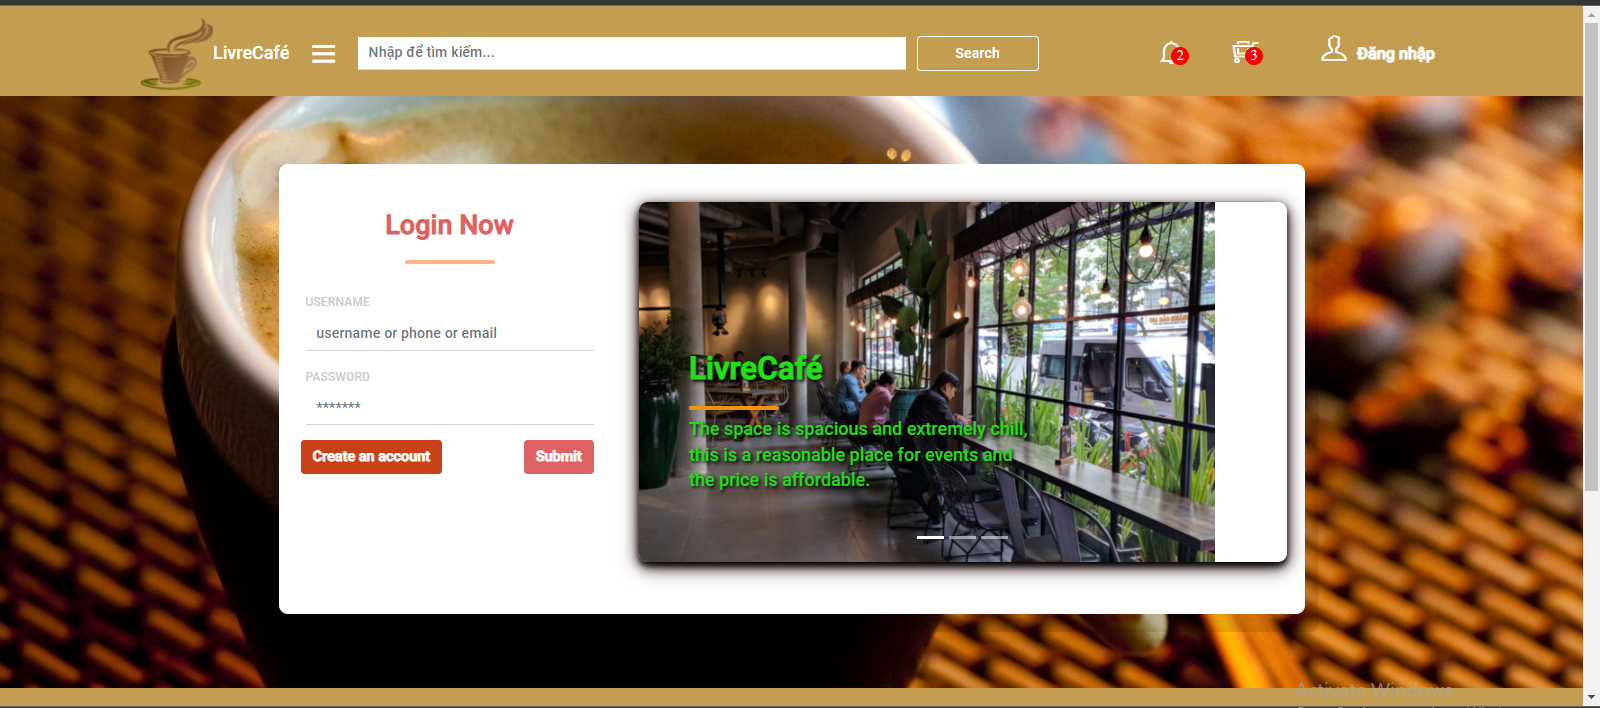 LivreCafé
Nhập để tìm kiếm...
Search
2
3
Đăng nhập
Login Now
USERNAME
username or phone or email
PASSWORD
*******
Create an account
Submit
LivreCafé
The space is spacious and extremely chill,
this is a reasonable place for events and
the price is affordable.
Activate Windows